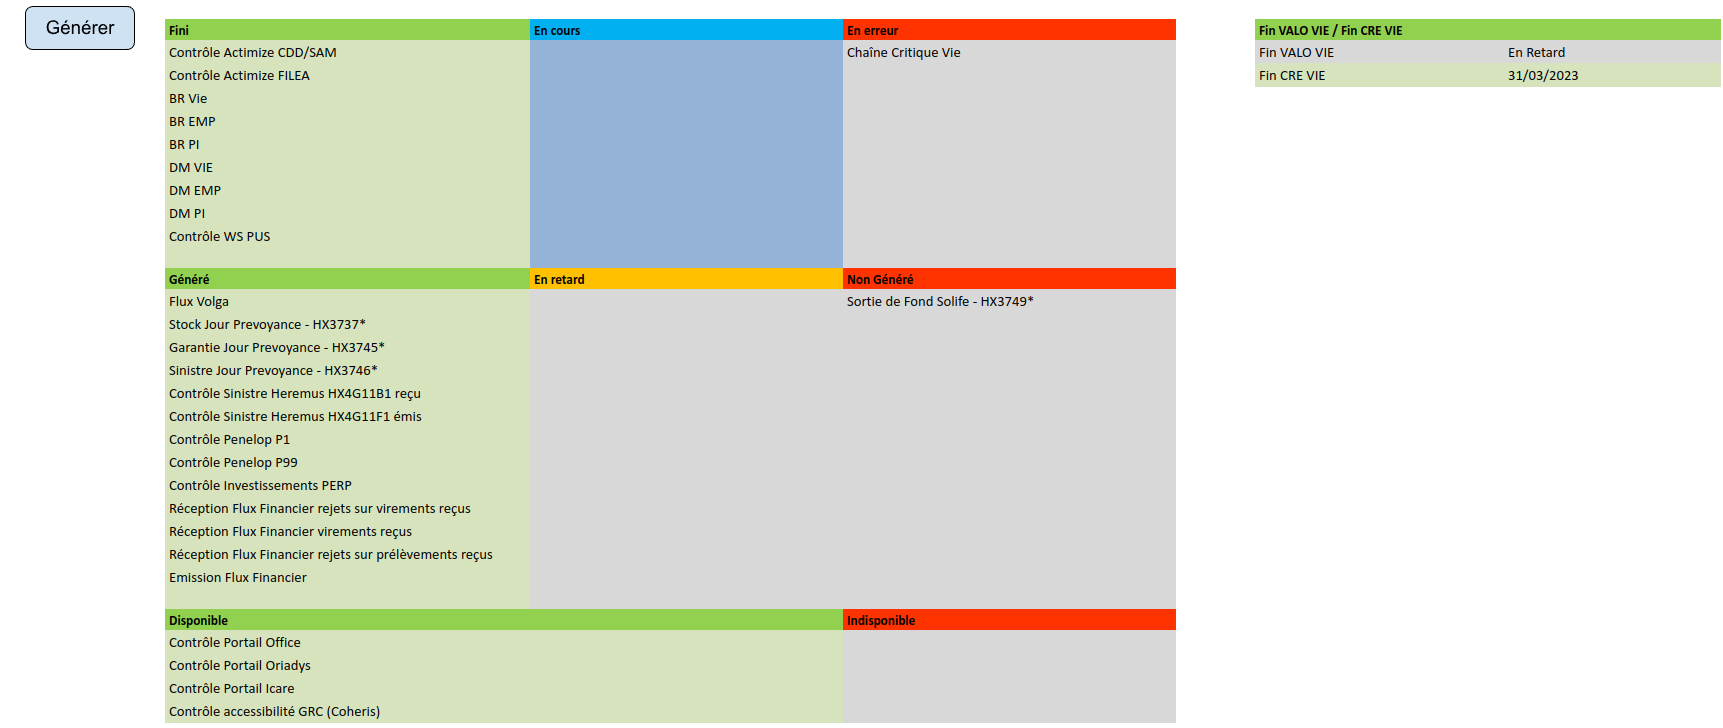 Générer
Fini En cours En erreur
Contrôle Actimize CDD/SAM Chaîne Critique Vie
Contrôle Actimize FILEA
BR Vie
BR EMP
BR PI
DM VIE
DM EMP
DM PI
Contrôle WS PUS
Généré En retard Non Généré
Flux Volga Sortie de Fond Solife - HX3749*
Stock Jour Prevoyance - HX3737*
Garantie Jour Prevoyance - HX3745*
Sinistre Jour Prevoyance - HX3746*
Contrôle Sinistre Heremus HX4G11B1 reçu
Contrôle Sinistre Heremus HX4G11F1 émis
Contrôle Penelop P1
Contrôle Penelop P99
Contrôle Investissements PERP
Réception Flux Financier rejets sur virements reçus
Réception Flux Financier virements reçus
Réception Flux Financier rejets sur prélèvements reçus
Emission Flux Financier
Disponible Indisponible
Contrôle Portail Office
Contrôle Portail Oriadys
Contrôle Portail Icare
Contrôle accessibilité GRC (Coheris)
Fin VALO VIE / Fin CRE VIE
Fin VALO VIE En Retard
Fin CRE VIE 31/03/2023